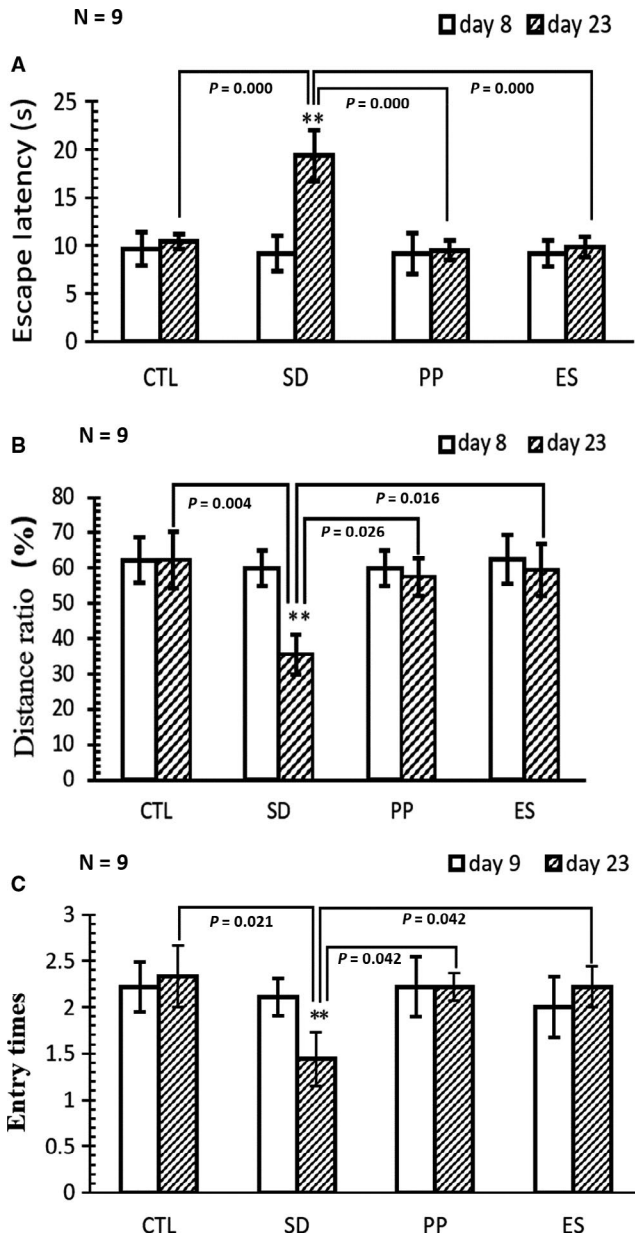 N = 9
day 8 day 23
A
P = 0.000 P = 0.000
P = 0.000
**
Escape latency (s)
25
20
15
10
5
0
CTL SD PP ES
B
N = 9
day 8 day 23
P = 0.004 P = 0.016
P = 0.026
**
Distance ratio (%)
80
70
60
50
40
30
20
10
0
CTL SD PP ES
C
N = 9
day 9 day 23
P = 0.021 P = 0.042
P = 0.042
**
Entry times
3
2.5
2
1.5
1
0.5
0
CTL SD PP ES